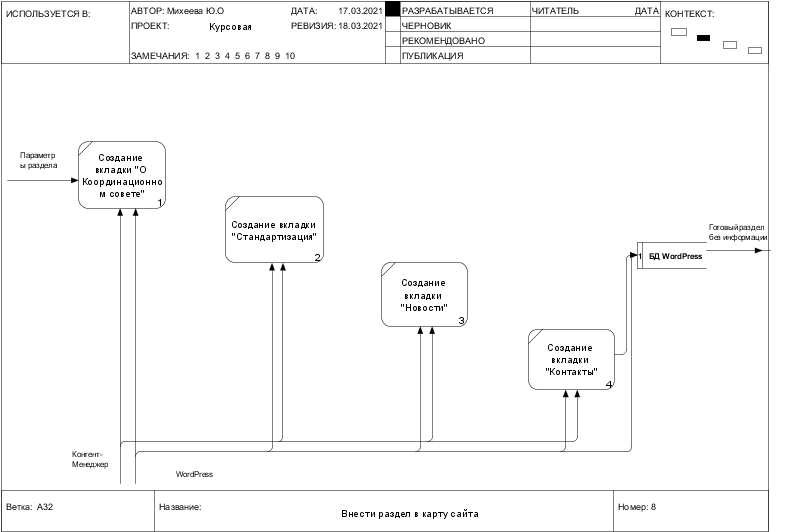 ИСПОЛЬЗУЕТСЯ В:
АВТОР: Михеева Ю.О
ДАТА: 17.03.2021
РАЗРАБАТЫВАЕТСЯ
ЧИТАТЕЛЬ
ДАТА
КОНТЕКСТ:
ПРОЕКТ: Курсовая
РЕВИЗИЯ: 18.03.2021
ЧЕРНОВИК
РЕКОМЕНДОВАНО
ЗАМЕЧАНИЯ: 1 2 3 4 5 6 7 8 9 10
ПУБЛИКАЦИЯ
Параметр
ы раздела
Создание
вкладки "О
Координационно
м совете"
1
Создание вкладки
"Стандартизация"
2
Создание
вкладки
"Новости"
3
Создание
вкладки
"Контакты"
4
1 БД WordPress
Готовый раздел
без информации
Контент-
Менеджер
WordPress
Ветка: А32
Название:
Внести раздел в карту сайта
Номер: 8